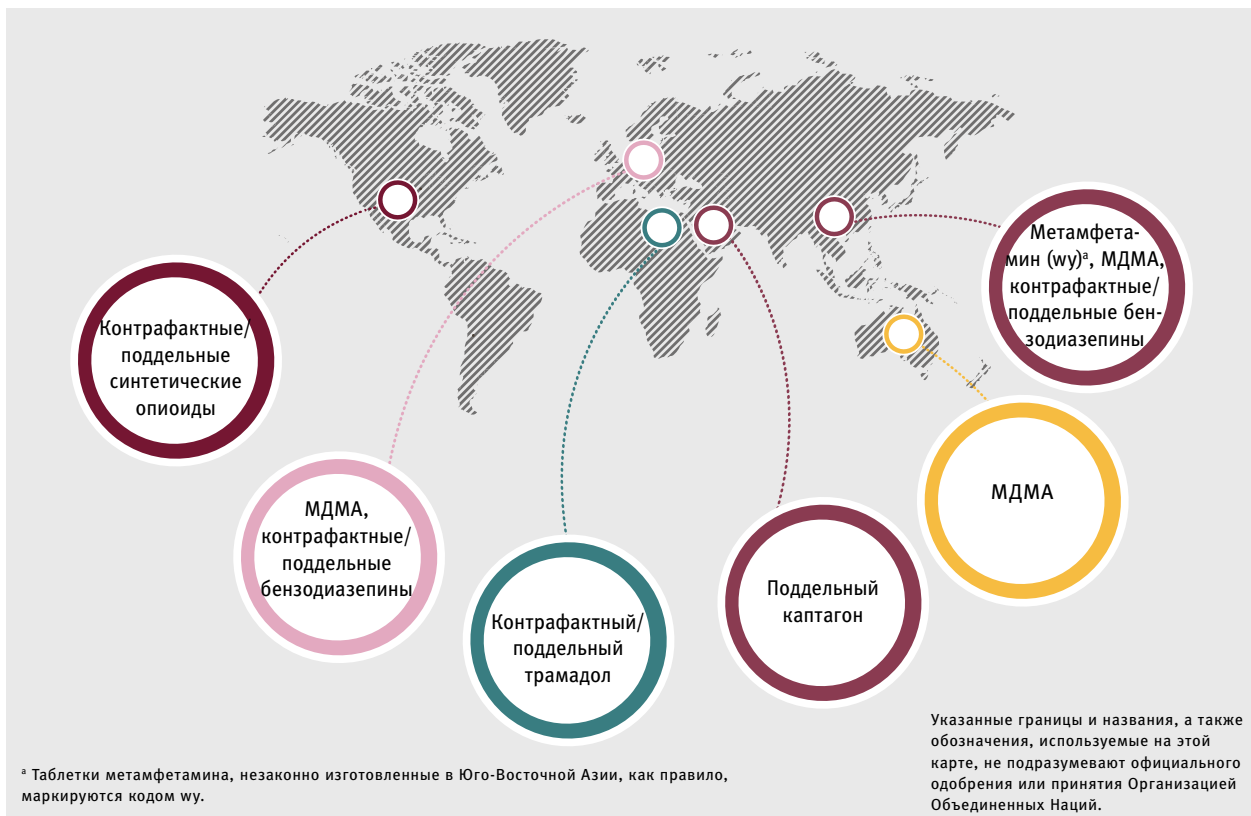 Контрафактные/
поддельные
синтетические
опиоиды
МДМА,
контрафактные/
поддельные
бензодиазепины
Контрафактный/
поддельный
трамадол
Поддельный
каптагон
Метамфета-
мин (wy)ª, МДМА,
контрафактные/
поддельные бен-
зодиазепины
МДМА
ª Таблетки метамфетамина, незаконно изготовленные в Юго-Восточной Азии, как правило,
маркируются кодом wy.
Указанные границы и названия, а также
обозначения, используемые на этой
карте, не подразумевают официального
одобрения или принятия Организацией
Объединенных Наций.